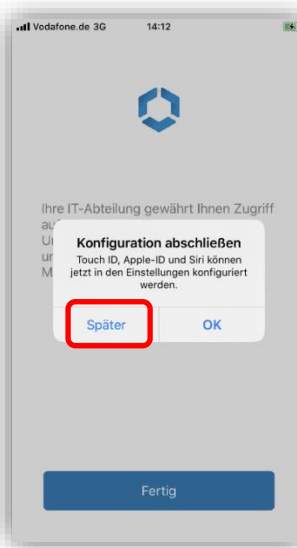 Vodafone.de 3G 14:12
Ihre IT-Abteilung gewährt Ihnen Zugriff
Konfiguration abschließen
Touch ID, Apple-ID und Siri können
jetzt in den Einstellungen konfiguriert
werden.
Später OK
Fertig